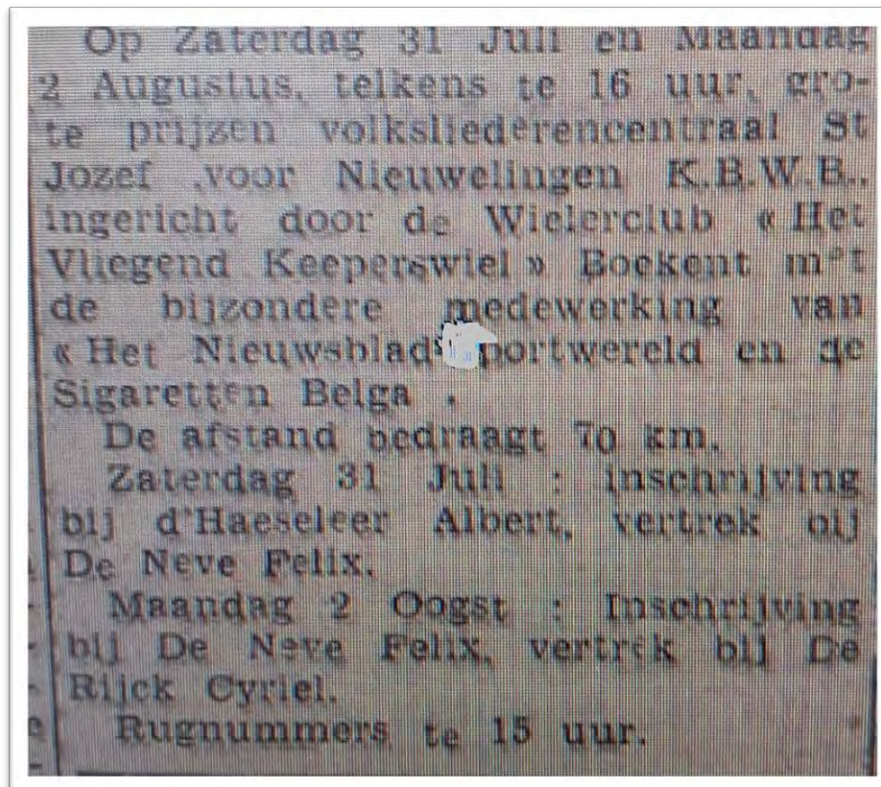 Op Zaterdag 31 Juli en Maandag
2 Augustus, telkens te 16 uur, gro-
te prijzen volksliederencentraal St
Jozef .voor Nieuwelingen K.B.W.B.,
ingericht door de Wielerclub « Het
Vliegend Keeperswiel » Boekent met
de bijzondere medewerking van
« Het Nieuwsblad portwereld en de
Sigaretten Belga .
De afstand bedraagt 70 km.
Zaterdag 31 Juli : inschrijving
bij d'Haeseleer Albert, vertrek bij
De Neve Felix.
Maandag 2 Oogst : Inschrijving
bij De Neve Felix, vertrek bij De
Rijck Cyriel.
Rugnummers te 15 uur.